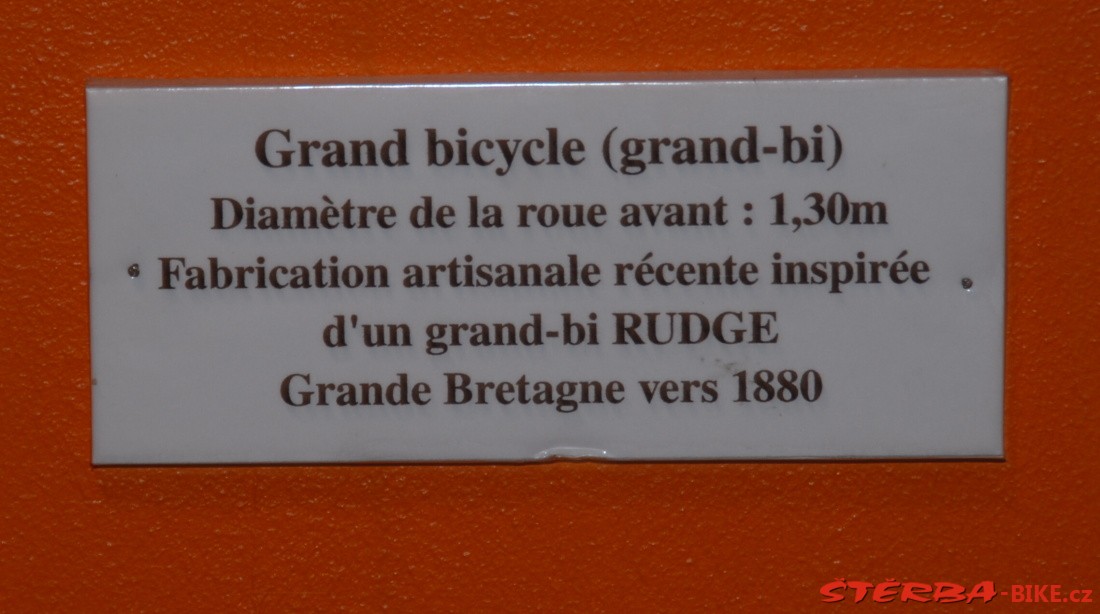 Grand bicycle (grand-bi)
Diamètre de la roue avant : 1,30m
Fabrication artisanale récente inspirée
d'un grand-bi RUDGE
Grande Bretagne vers 1880
ŠTĚRBA-BIKE.cz